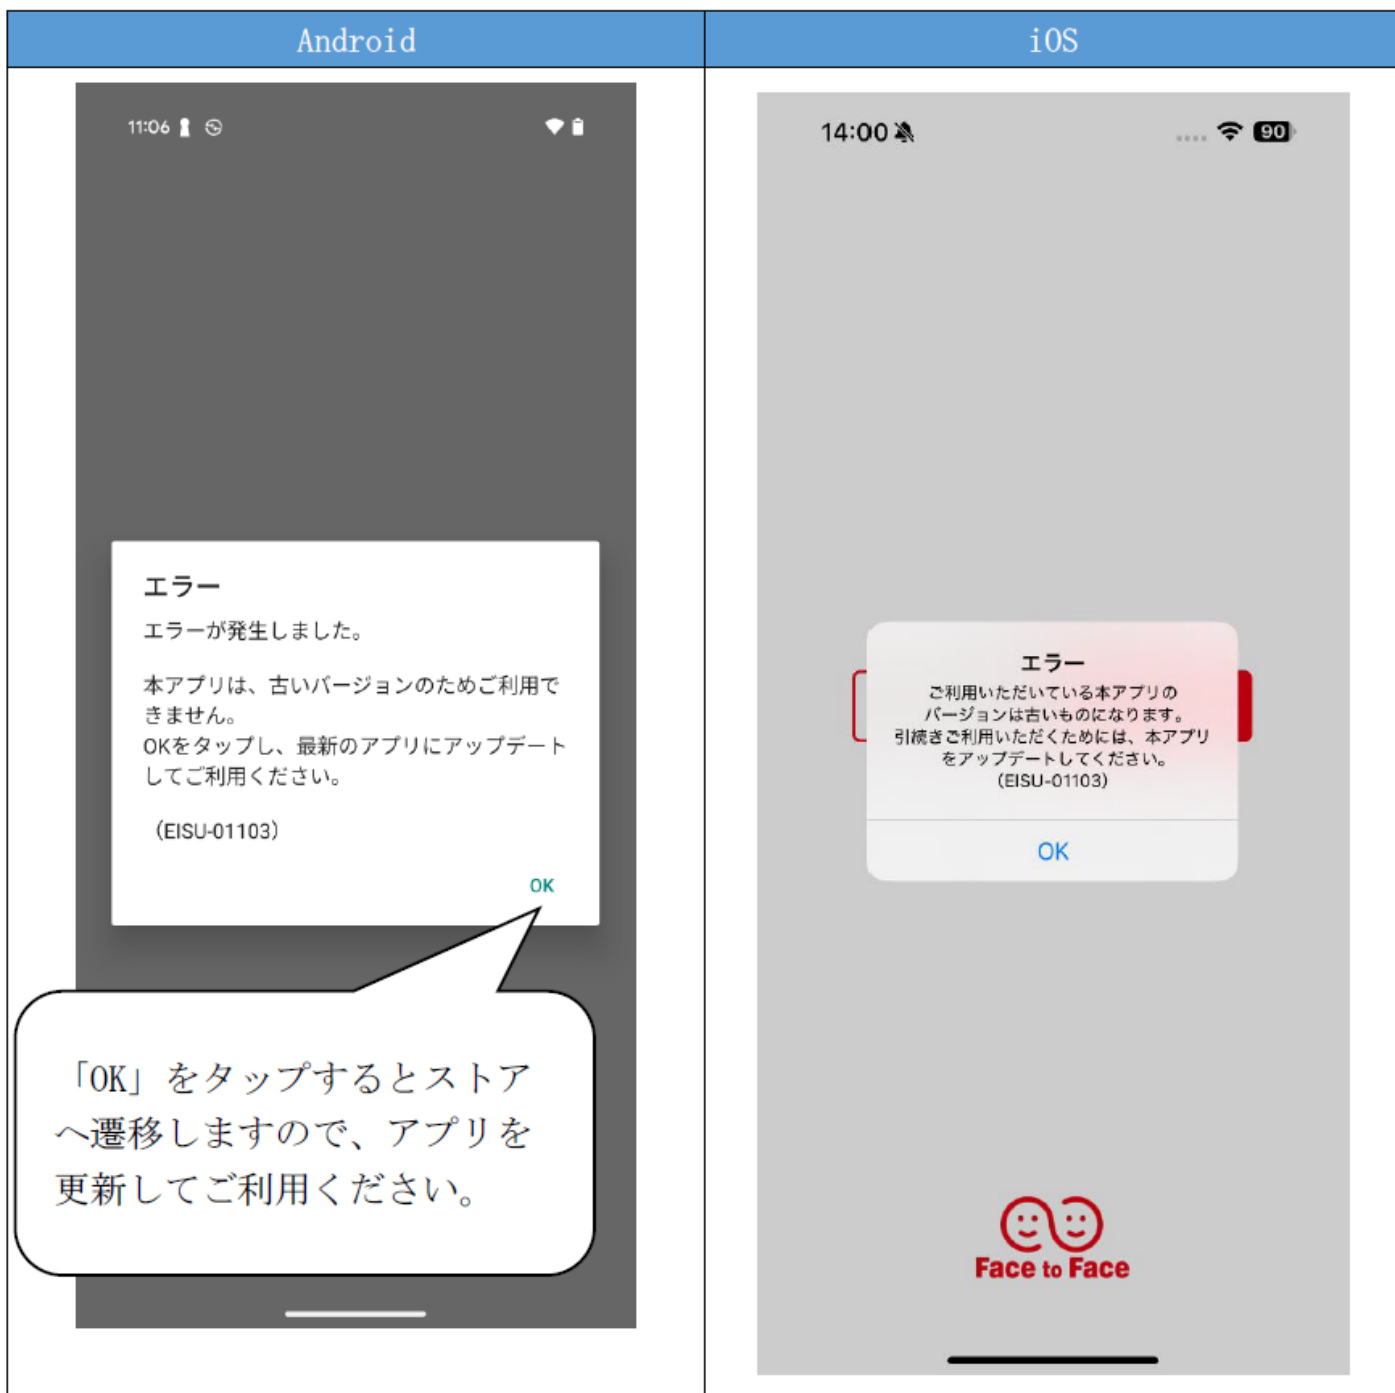 Android
iOS
11:06
エラー
エラーが発生しました。
本アプリは、古いバージョンのためご利用で
きません。
OKをタップし、最新のアプリにアップデート
してご利用ください。
（EISU-01103）
OK
「OK」をタップするとストア
へ遷移しますので、アプリを
更新してご利用ください。
14:00
90
エラー
ご利用いただいている本アプリの
バージョンは古いものになります。
引続きご利用いただくためには、本アプリ
をアップデートしてください。
（EISU-01103）
OK
Face to Face